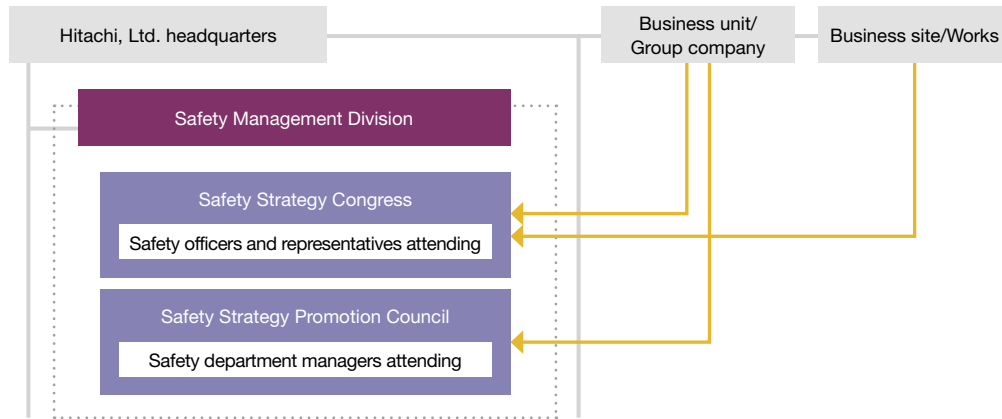 Hitachi, Ltd. headquarters
Business unit/
Group company
Business site/Works
Safety Management Division
Safety Strategy Congress
Safety officers and representatives attending
Safety Strategy Promotion Council
Safety department managers attending